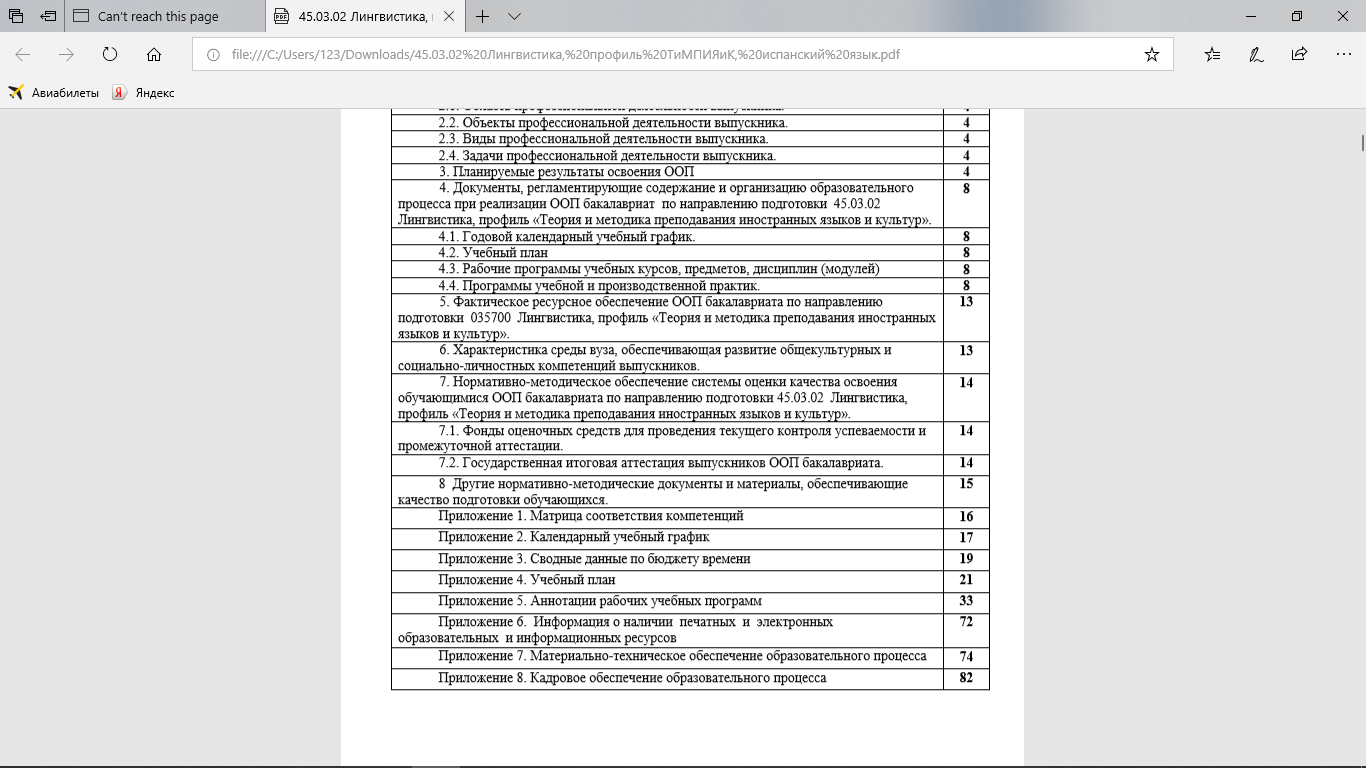 Can't reach this page
45.03.02 Лингвистика,
file:///C:/Users/123/Downloads/45.03.02%20Лингвистика,%20профиль%20ТиМПИЯиК,%20испанский%20язык.pdf
Авиабилеты
Я Яндекс
2.1. Область профессиональной деятельности выпускника. 4
2.2. Объекты профессиональной деятельности выпускника. 4
2.3. Виды профессиональной деятельности выпускника. 4
2.4. Задачи профессиональной деятельности выпускника. 4
3. Планируемые результаты освоения ООП 4
4. Документы, регламентирующие содержание и организацию образовательного 8
процесса при реализации ООП бакалавриат по направлению подготовки 45.03.02
Лингвистика, профиль «Теория и методика преподавания иностранных языков и культур».
4.1. Годовой календарный учебный график. 8
4.2. Учебный план 8
4.3. Рабочие программы учебных курсов, предметов, дисциплин (модулей) 8
4.4. Программы учебной и производственной практик. 8
5. Фактическое ресурсное обеспечение ООП бакалавриата по направлению 13
подготовки 035700 Лингвистика, профиль «Теория и методика преподавания иностранных
языков и культур».
6. Характеристика среды вуза, обеспечивающая развитие общекультурных и 13
социально-личностных компетенций выпускников.
7. Нормативно-методическое обеспечение системы оценки качества освоения 14
обучающимися ООП бакалавриата по направлению подготовки 45.03.02 Лингвистика,
профиль «Теория и методика преподавания иностранных языков и культур».
7.1. Фонды оценочных средств для проведения текущего контроля успеваемости и 14
промежуточной аттестации.
7.2. Государственная итоговая аттестация выпускников ООП бакалавриата. 14
8 Другие нормативно-методические документы и материалы, обеспечивающие 15
качество подготовки обучающихся.
Приложение 1. Матрица соответствия компетенций 16
Приложение 2. Календарный учебный график 17
Приложение 3. Сводные данные по бюджету времени 19
Приложение 4. Учебный план 21
Приложение 5. Аннотации рабочих учебных программ 33
Приложение 6. Информация о наличии печатных и электронных 72
образовательных и информационных ресурсов
Приложение 7. Материально-техническое обеспечение образовательного процесса 74
Приложение 8. Кадровое обеспечение образовательного процесса 82